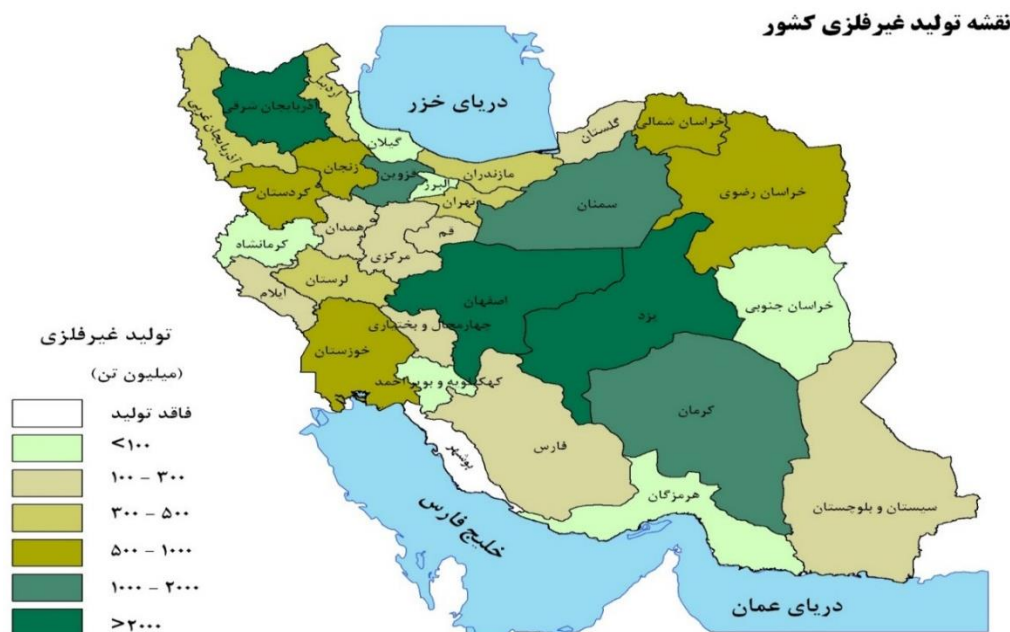 نقشه تولید غیرفلزی کشور
دریای خزر
آذربایجان شرقی
اردبیل
آذربایجان غربی
گیلان
زنجان
کردستان
قزوین
البرز
مازندران
تهران
گلستان
خراسان شمالی
خراسان رضوی
سمنان
کرمانشاه
همدان
قم
مرکزی
ایلام
لرستان
اصفهان
یزد
خراسان جنوبی
چهارمحال و بختیاری
خوزستان
کهکیلویه و بویراحمد
کرمان
فارس
بوشهر
هرمزگان
سیستان و بلوچستان
خلیج فارس
دریای عمان
تولید غیرفلزی
(میلیون تن)
فاقد تولید
<۱۰۰
۱۰۰ - ۳۰۰
۳۰۰ - ۵۰۰
۵۰۰ - ۱۰۰۰
۱۰۰۰ - ۲۰۰۰
>۲۰۰۰